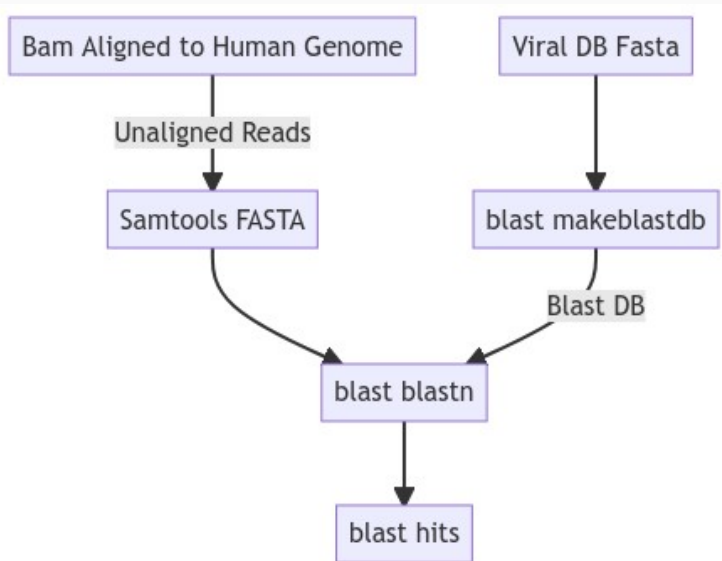 Bam Aligned to Human Genome
Viral DB Fasta
Unaligned Reads
Samtools FASTA
blast makeblastdb
Blast DB
blast blastn
blast hits